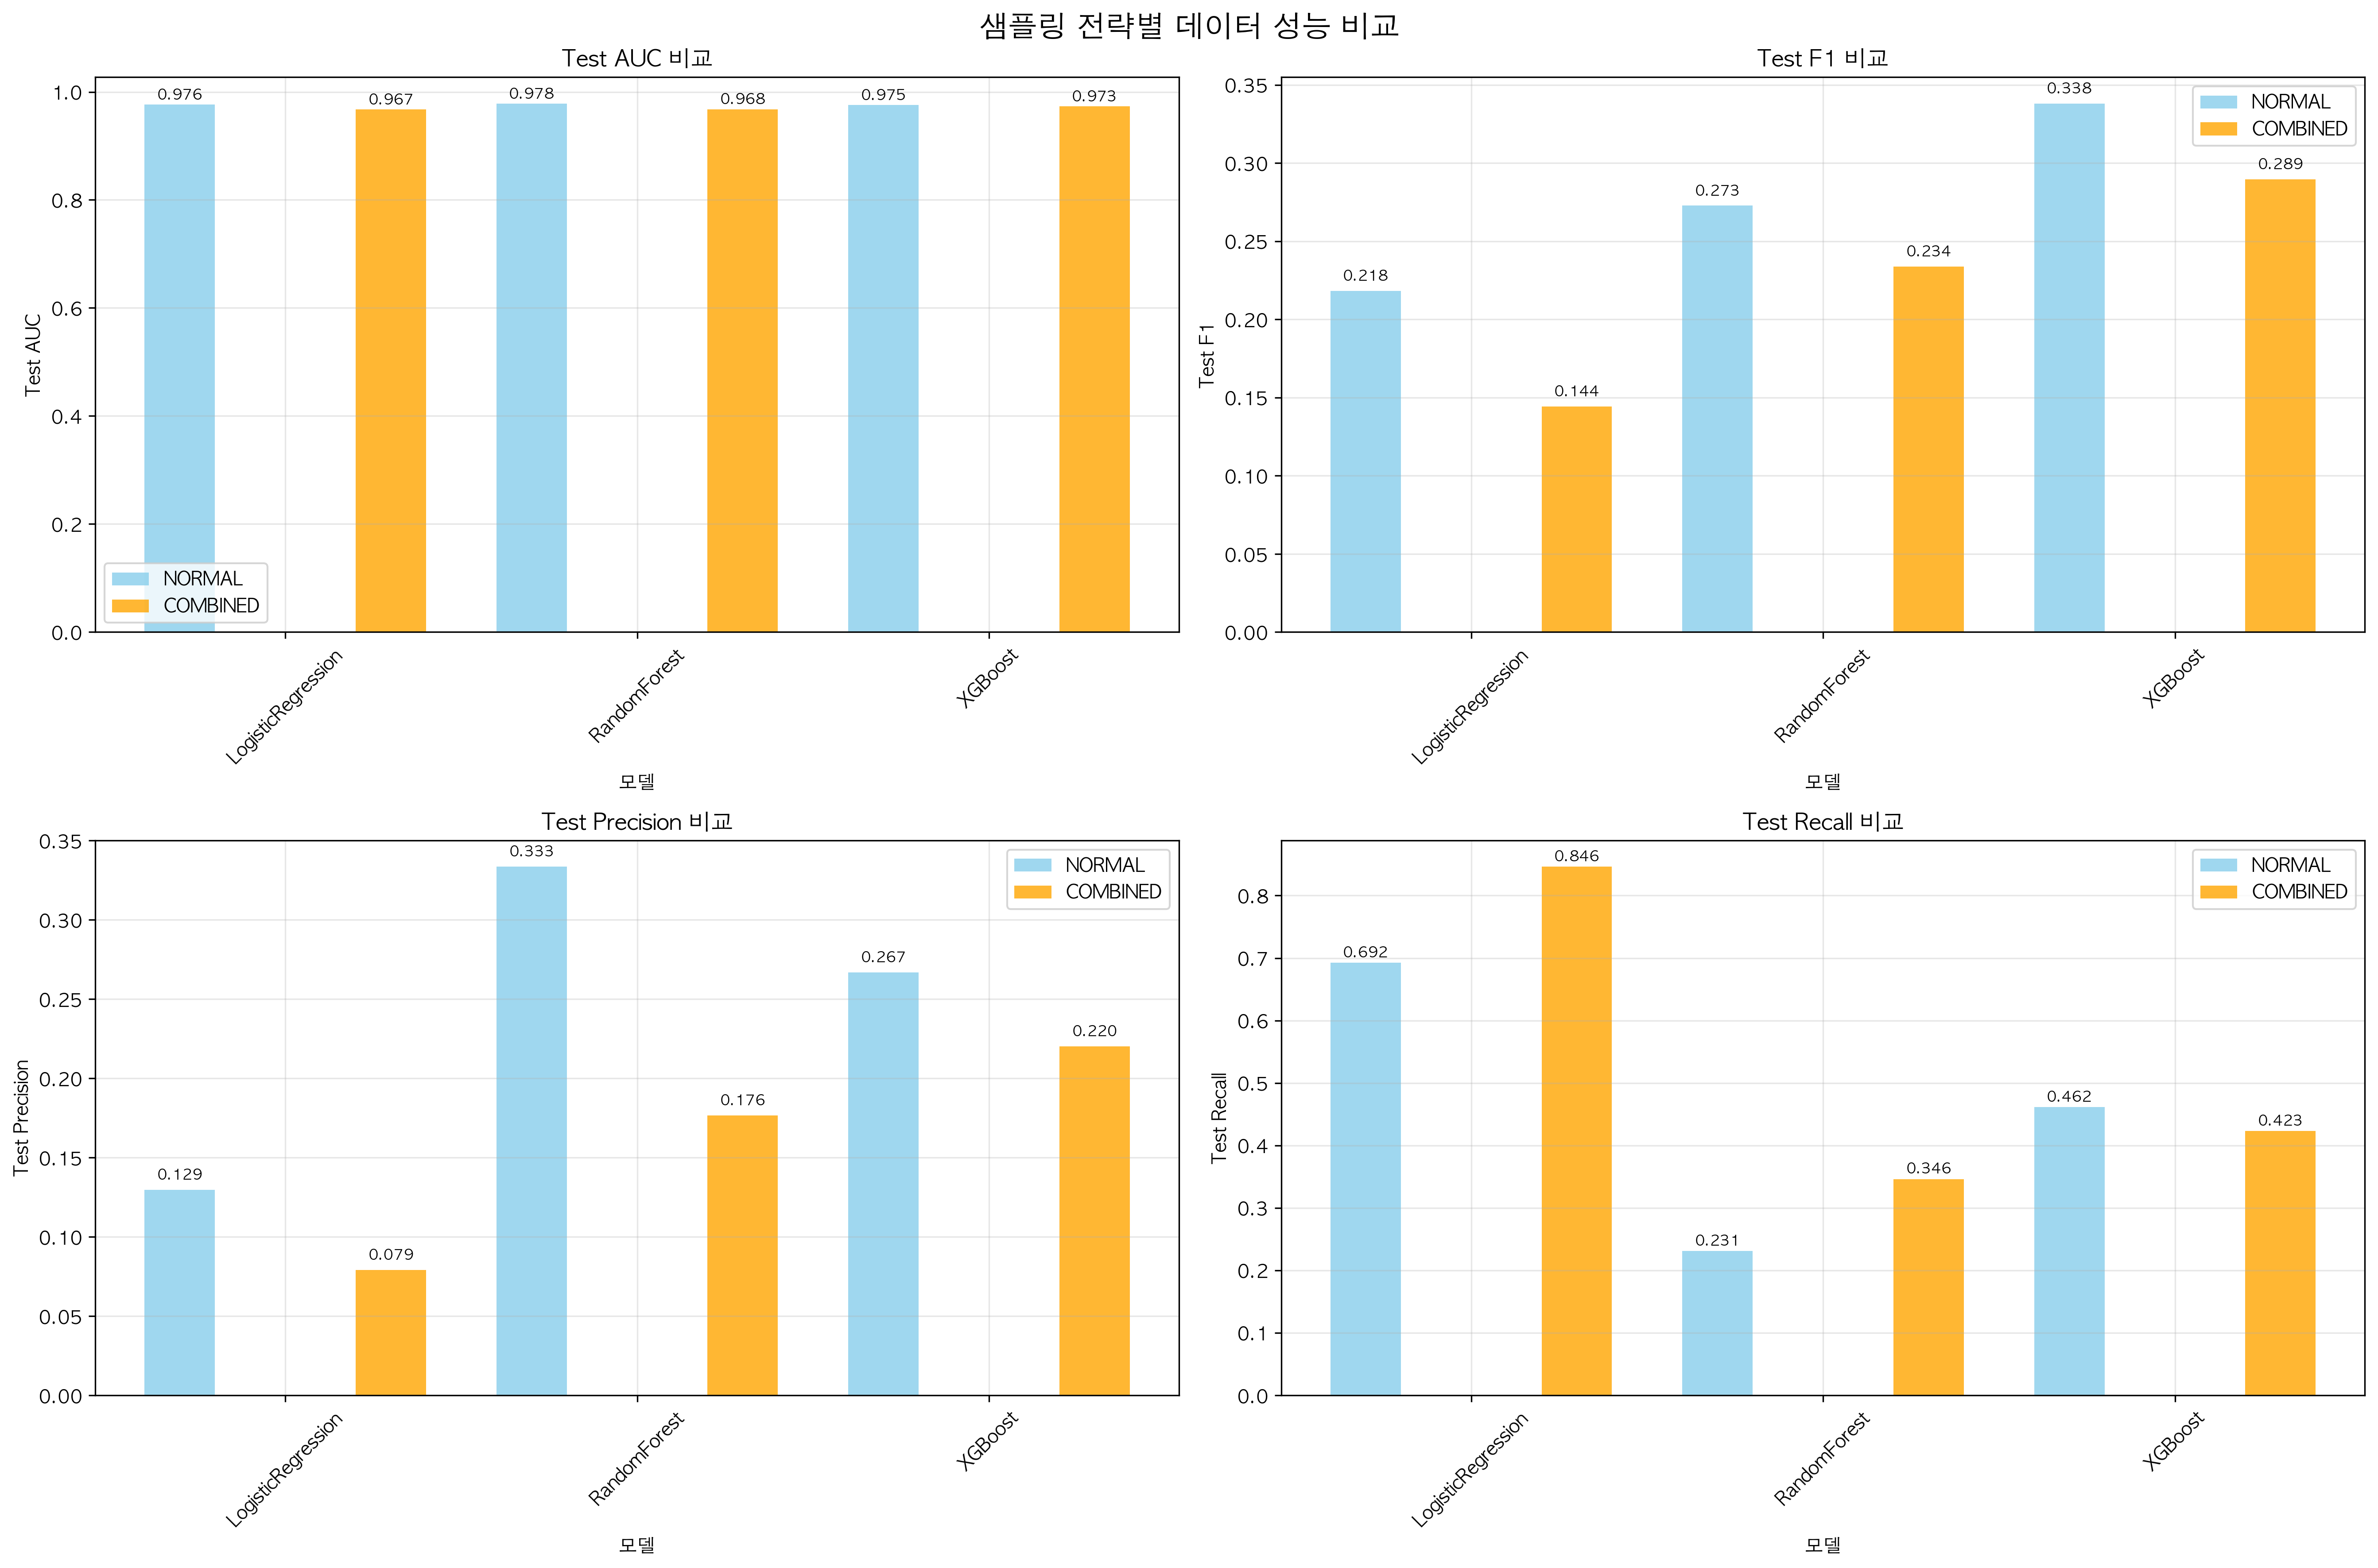 샘플링 전략별 데이터 성능 비교
Test AUC 비교
1.0
0.8
0.6
0.4
0.2
0.0
Test AUC
0.976
0.967
0.978
0.968
0.975
0.973
NORMAL
COMBINED
LogisticRegression
RandomForest
XGBoost
모델
Test F1 비교
0.35
0.30
0.25
0.20
0.15
0.10
0.05
0.00
Test F1
0.218
0.144
0.273
0.234
0.338
0.289
NORMAL
COMBINED
LogisticRegression
RandomForest
XGBoost
모델
Test Precision 비교
0.35
0.30
0.25
0.20
0.15
0.10
0.05
0.00
Test Precision
0.129
0.079
0.333
0.176
0.267
0.220
NORMAL
COMBINED
LogisticRegression
RandomForest
XGBoost
모델
Test Recall 비교
0.8
0.7
0.6
0.5
0.4
0.3
0.2
0.1
0.0
Test Recall
0.692
0.846
0.231
0.346
0.462
0.423
NORMAL
COMBINED
LogisticRegression
RandomForest
XGBoost
모델